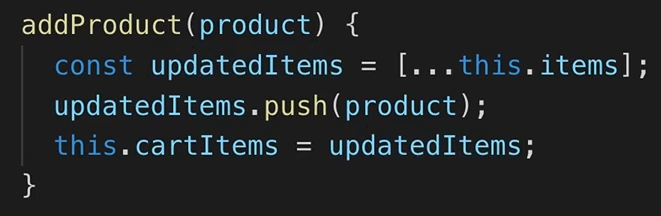 addProduct(product) {
  const updatedItems = [...this.items];
  updatedItems.push(product);
  this.cartItems = updatedItems;
}